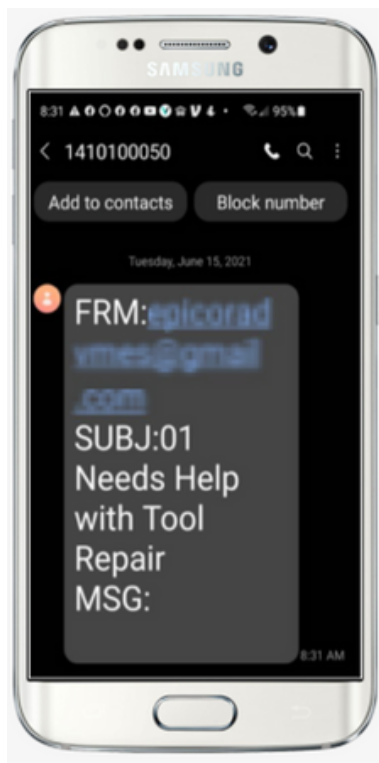 SAMSUNG
8:31 95%
1410100050
Add to contacts Block number
Tuesday, June 15, 2021
FRM:
SUBJ:01
Needs Help
with Tool
Repair
MSG:
8:31 AM